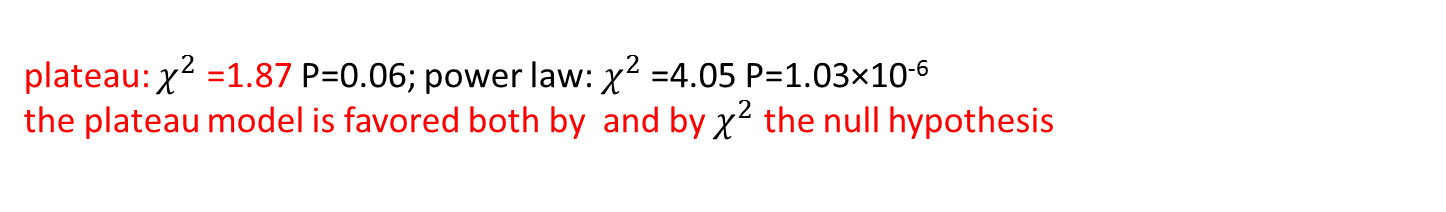 plateau: χ² =1.87 P=0.06; power law: χ² =4.05 P=1.03×10⁻⁶
the plateau model is favored both by  and by χ² the null hypothesis